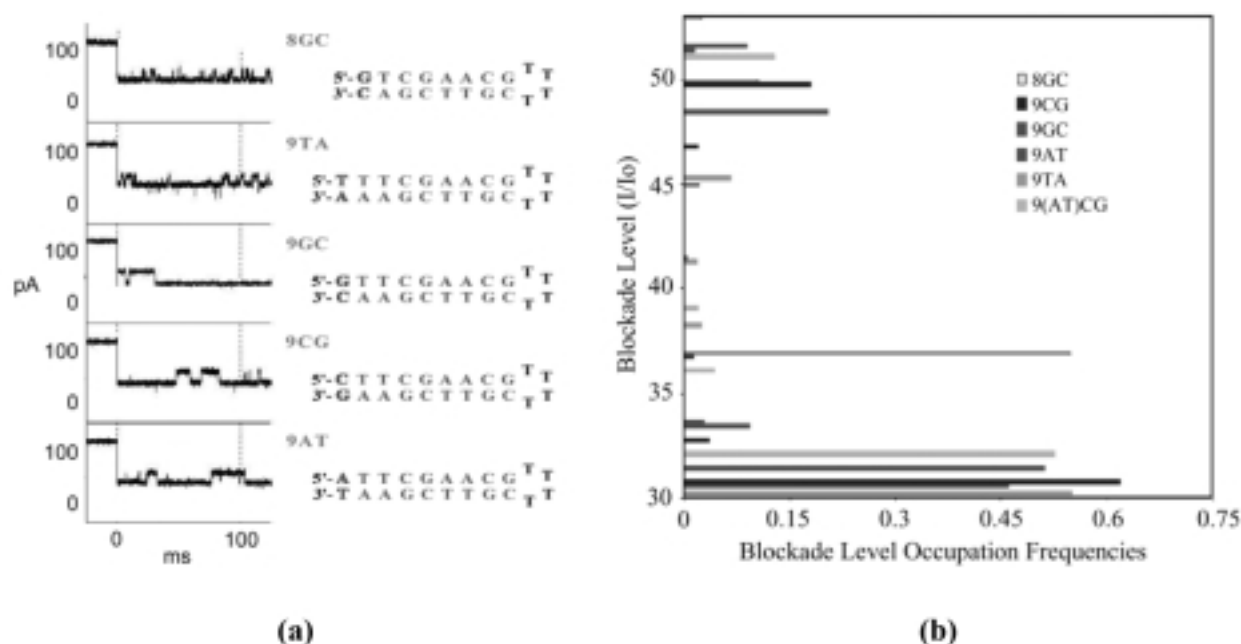 100
0
8GC
5'- G T C G A A C G T T
3'- C A G C T T G C T T
100
0
9TA
5'- T T T C G A A C G T T
3'- A A A G C T T G C T T
100
0
9GC
5'- G T T C G A A C G T T
3'- C A A G C T T G C T T
pA
100
0
9CG
5'- C T T C G A A C G T T
3'- G A A G C T T G C T T
100
0
9AT
5'- A T T C G A A C G T T
3'- T A A G C T T G C T T
0
100
ms
(a)
Blockade Level (I/Io)
50
45
40
35
30
8GC
9CG
9GC
9AT
9TA
9(AT)CG
0
0.15
0.3
0.45
0.6
0.75
Blockade Level Occupation Frequencies
(b)